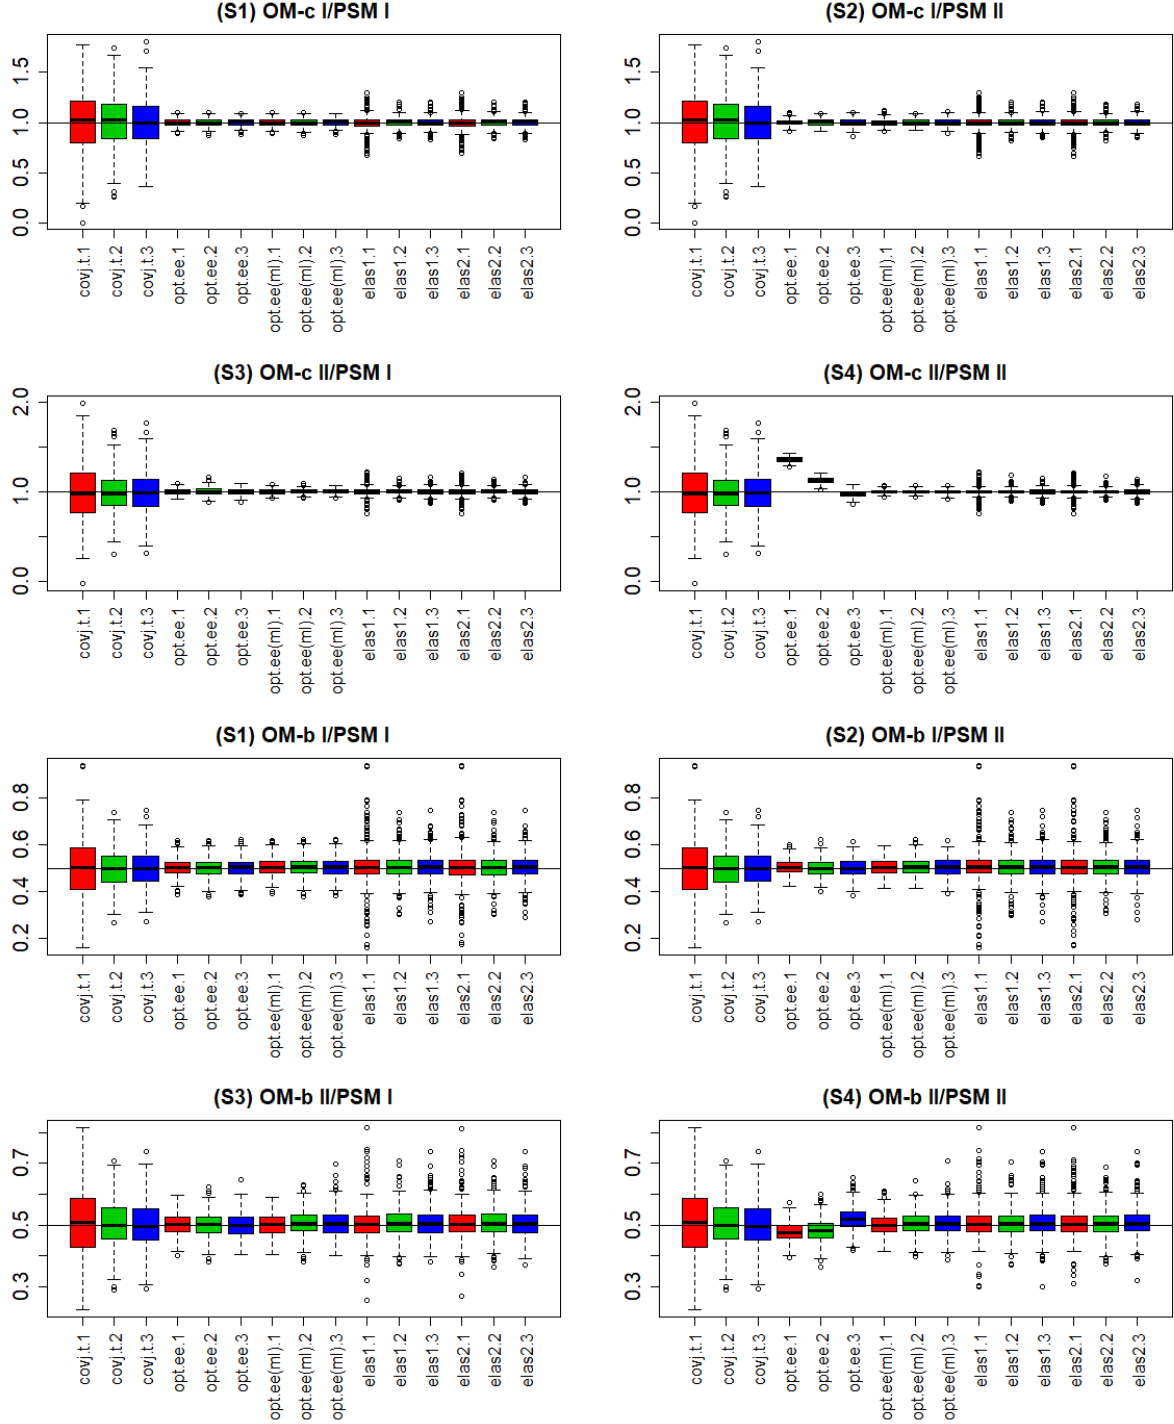 (S1) OM-c I/PSM I
0.0 0.5 1.0 1.5
covj.t.1 covj.t.2 covj.t.3 opt.ee.1 opt.ee.2 opt.ee.3 opt.ee(ml).1 opt.ee(ml).2 opt.ee(ml).3 elas1.1 elas1.2 elas1.3 elas2.1 elas2.2 elas2.3
(S2) OM-c I/PSM II
0.0 0.5 1.0 1.5
covj.t.1 covj.t.2 covj.t.3 opt.ee.1 opt.ee.2 opt.ee.3 opt.ee(ml).1 opt.ee(ml).2 opt.ee(ml).3 elas1.1 elas1.2 elas1.3 elas2.1 elas2.2 elas2.3
(S3) OM-c II/PSM I
0.0 1.0 2.0
covj.t.1 covj.t.2 covj.t.3 opt.ee.1 opt.ee.2 opt.ee.3 opt.ee(ml).1 opt.ee(ml).2 opt.ee(ml).3 elas1.1 elas1.2 elas1.3 elas2.1 elas2.2 elas2.3
(S4) OM-c II/PSM II
0.0 1.0 2.0
covj.t.1 covj.t.2 covj.t.3 opt.ee.1 opt.ee.2 opt.ee.3 opt.ee(ml).1 opt.ee(ml).2 opt.ee(ml).3 elas1.1 elas1.2 elas1.3 elas2.1 elas2.2 elas2.3
(S1) OM-b I/PSM I
0.2 0.4 0.6 0.8
covj.t.1 covj.t.2 covj.t.3 opt.ee.1 opt.ee.2 opt.ee.3 opt.ee(ml).1 opt.ee(ml).2 opt.ee(ml).3 elas1.1 elas1.2 elas1.3 elas2.1 elas2.2 elas2.3
(S2) OM-b I/PSM II
0.2 0.4 0.6 0.8
covj.t.1 covj.t.2 covj.t.3 opt.ee.1 opt.ee.2 opt.ee.3 opt.ee(ml).1 opt.ee(ml).2 opt.ee(ml).3 elas1.1 elas1.2 elas1.3 elas2.1 elas2.2 elas2.3
(S3) OM-b II/PSM I
0.3 0.5 0.7
covj.t.1 covj.t.2 covj.t.3 opt.ee.1 opt.ee.2 opt.ee.3 opt.ee(ml).1 opt.ee(ml).2 opt.ee(ml).3 elas1.1 elas1.2 elas1.3 elas2.1 elas2.2 elas2.3
(S4) OM-b II/PSM II
0.3 0.5 0.7
covj.t.1 covj.t.2 covj.t.3 opt.ee.1 opt.ee.2 opt.ee.3 opt.ee(ml).1 opt.ee(ml).2 opt.ee(ml).3 elas1.1 elas1.2 elas1.3 elas2.1 elas2.2 elas2.3